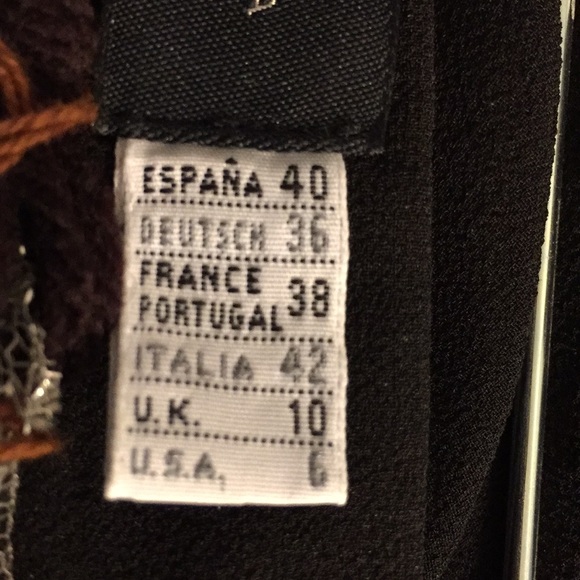 ESPAÑA 40
DEUTSCH 36
FRANCE
PORTUGAL 38
ITALIA 42
U.K. 10
U.S.A. 6